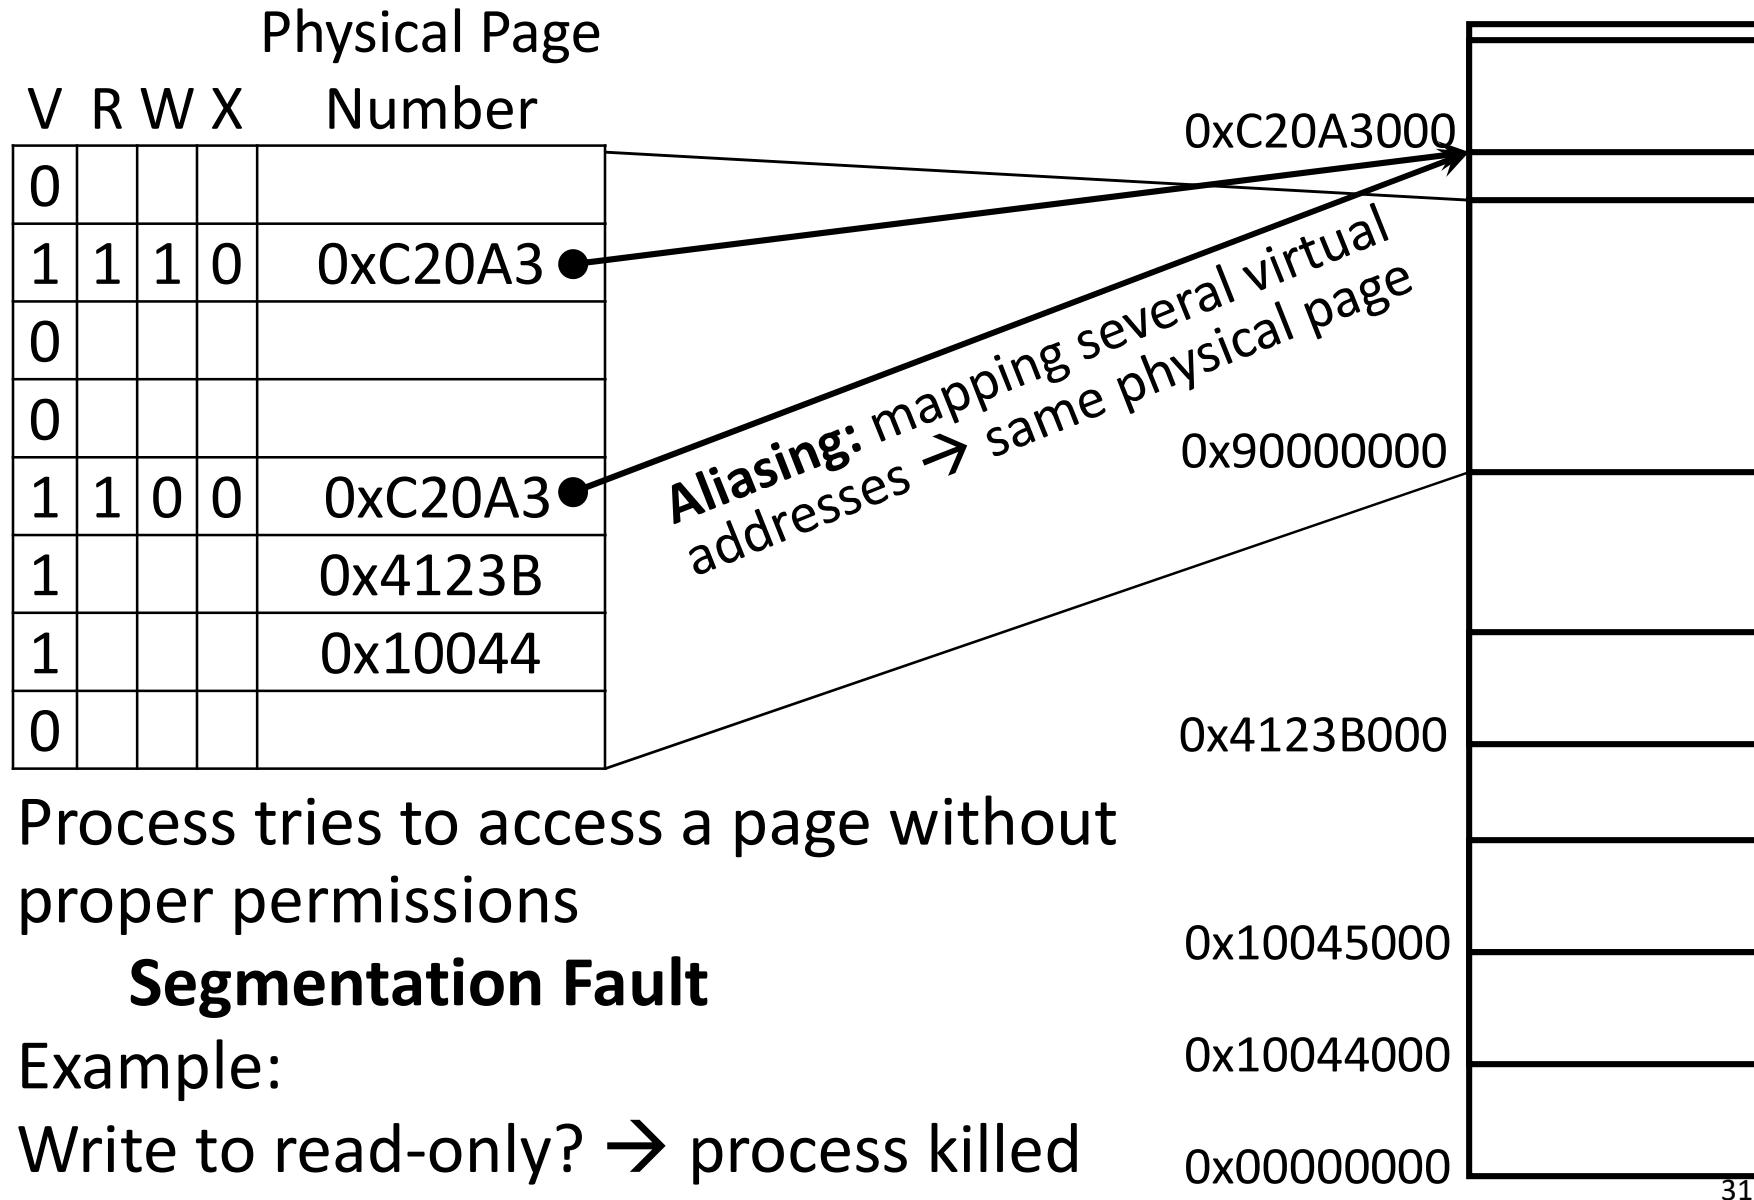 Physical Page
V R W X Number
0
1 1 1 0 0xC20A3
0
0
1 1 0 0 0xC20A3
1 0x4123B
1 0x10044
0
Aliasing: mapping several virtual
addresses → same physical page
0xC20A3000
0x90000000
0x4123B000
0x10045000
0x10044000
0x00000000
Process tries to access a page without
proper permissions
Segmentation Fault
Example:
Write to read-only? → process killed
31